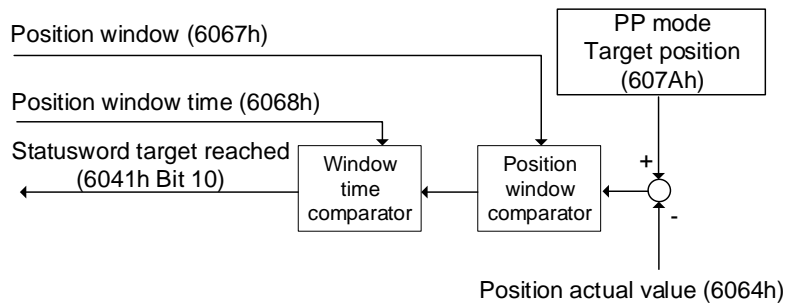 Position window (6067h)
PP mode
Target position
(607Ah)
Position window time (6068h)
Statusword target reached
(6041h Bit 10)
Window
time
comparator
Position
window
comparator
+
-
Position actual value (6064h)